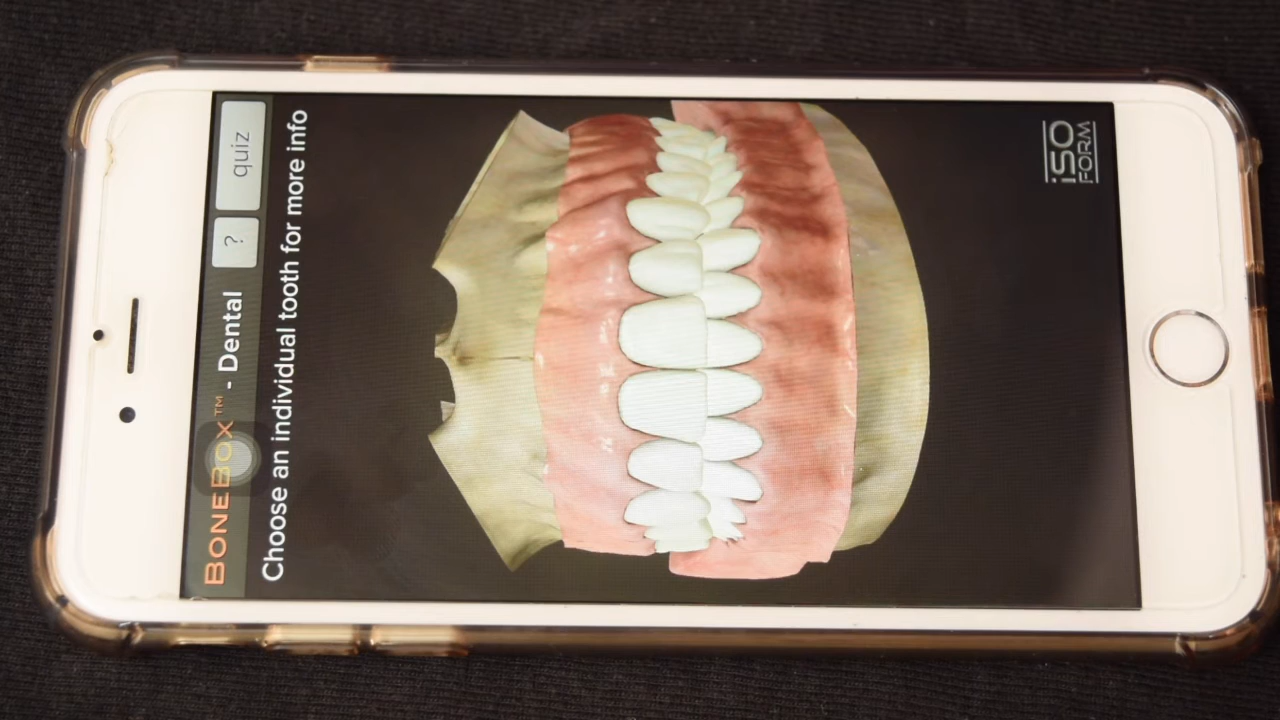 BONEBOX™ - Dental
?
quiz
Choose an individual tooth for more info
iSO
FORM